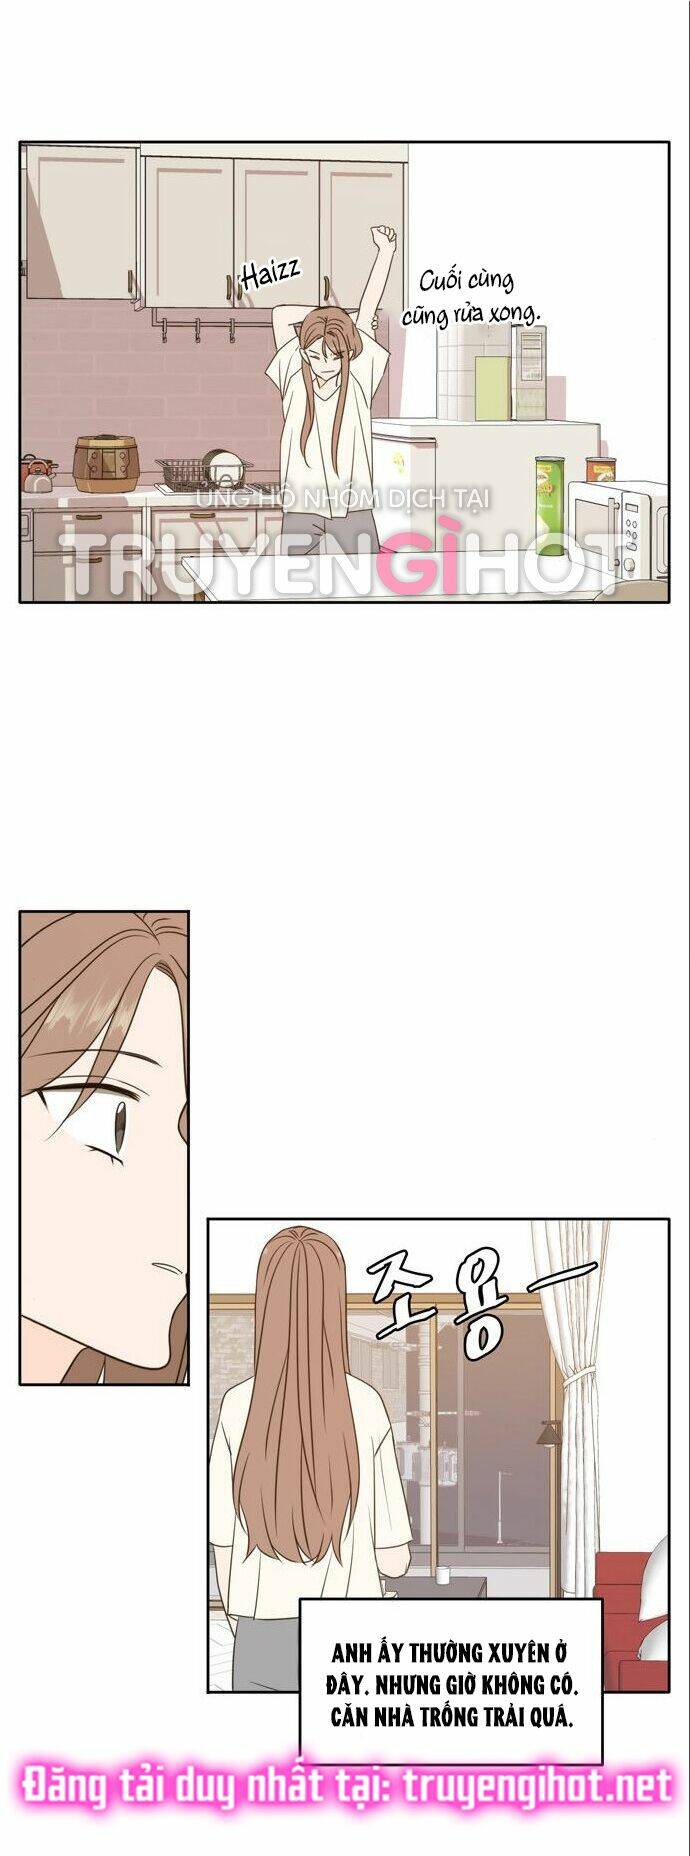 Haizz
Cuối cùng
cũng rửa xong.
ỦNG HỘ NHÓM DỊCH TẠI
TRUYENGIHOT
조용ー
ANH ẤY THƯỜNG XUYÊN Ở
ĐÂY. NHƯNG GIỜ KHÔNG CÓ.
CĂN NHÀ TRỐNG TRẢI QUÁ.
Đăng tải duy nhất tại: truyengihot.net